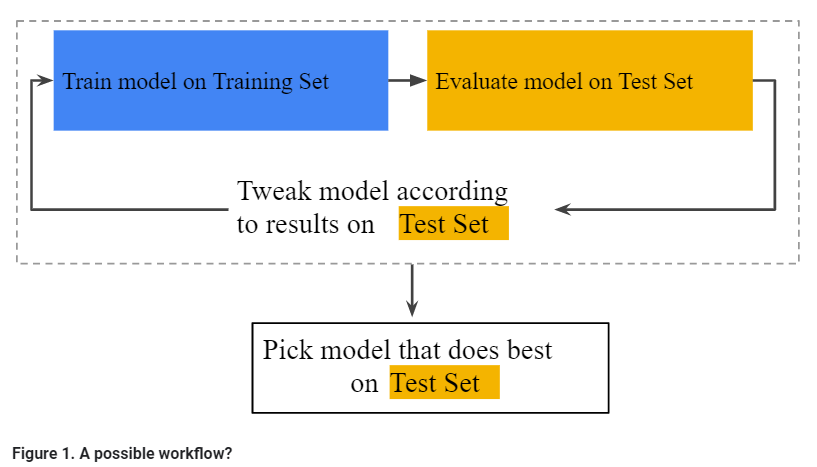 Train model on Training Set
Evaluate model on Test Set
Tweak model according
to results on Test Set
Pick model that does best
on Test Set
Figure 1. A possible workflow?